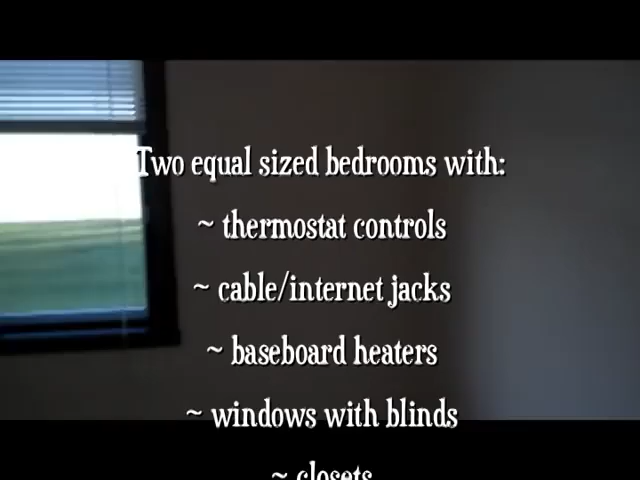 Two equal sized bedrooms with:
~ thermostat controls
~ cable/internet jacks
~ baseboard heaters
~ windows with blinds
~ closets